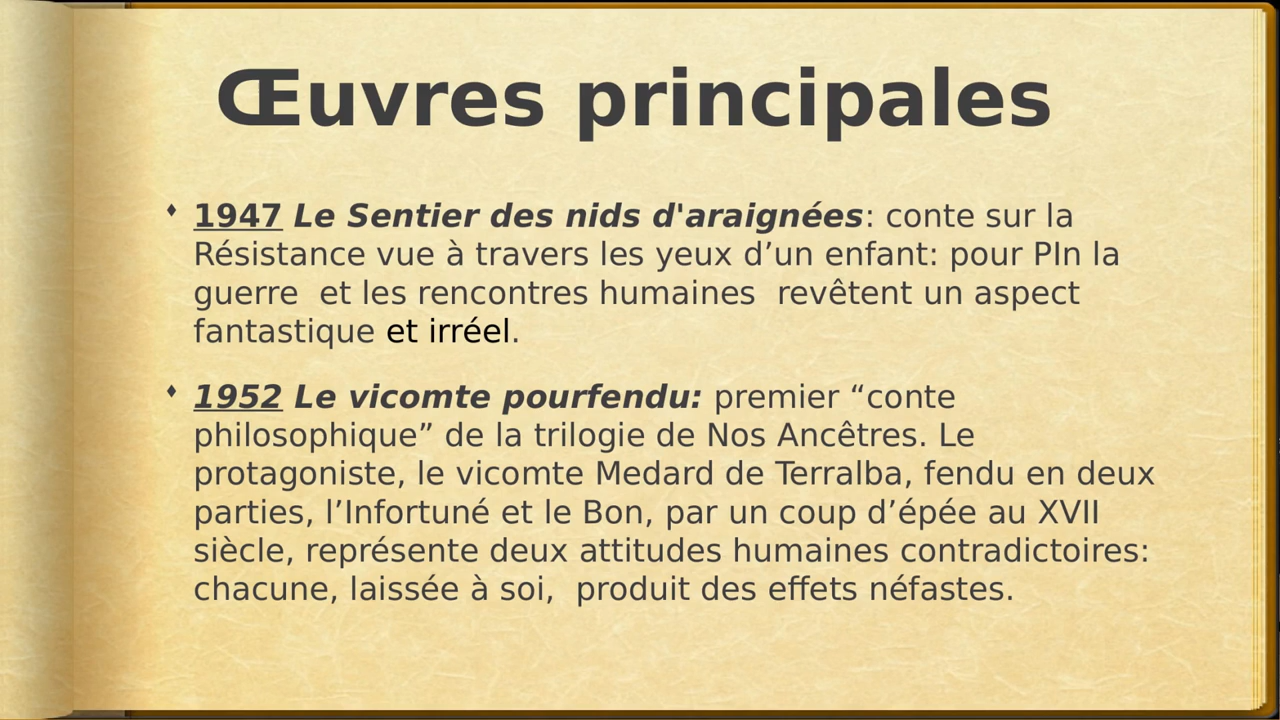 Œuvres principales
1947 Le Sentier des nids d'araignées: conte sur la
Résistance vue à travers les yeux d’un enfant: pour PIn la
guerre  et les rencontres humaines  revêtent un aspect
fantastique et irréel.
1952 Le vicomte pourfendu: premier “conte
philosophique” de la trilogie de Nos Ancêtres. Le
protagoniste, le vicomte Medard de Terralba, fendu en deux
parties, l’Infortuné et le Bon, par un coup d’épée au XVII
siècle, représente deux attitudes humaines contradictoires:
chacune, laissée à soi,  produit des effets néfastes.